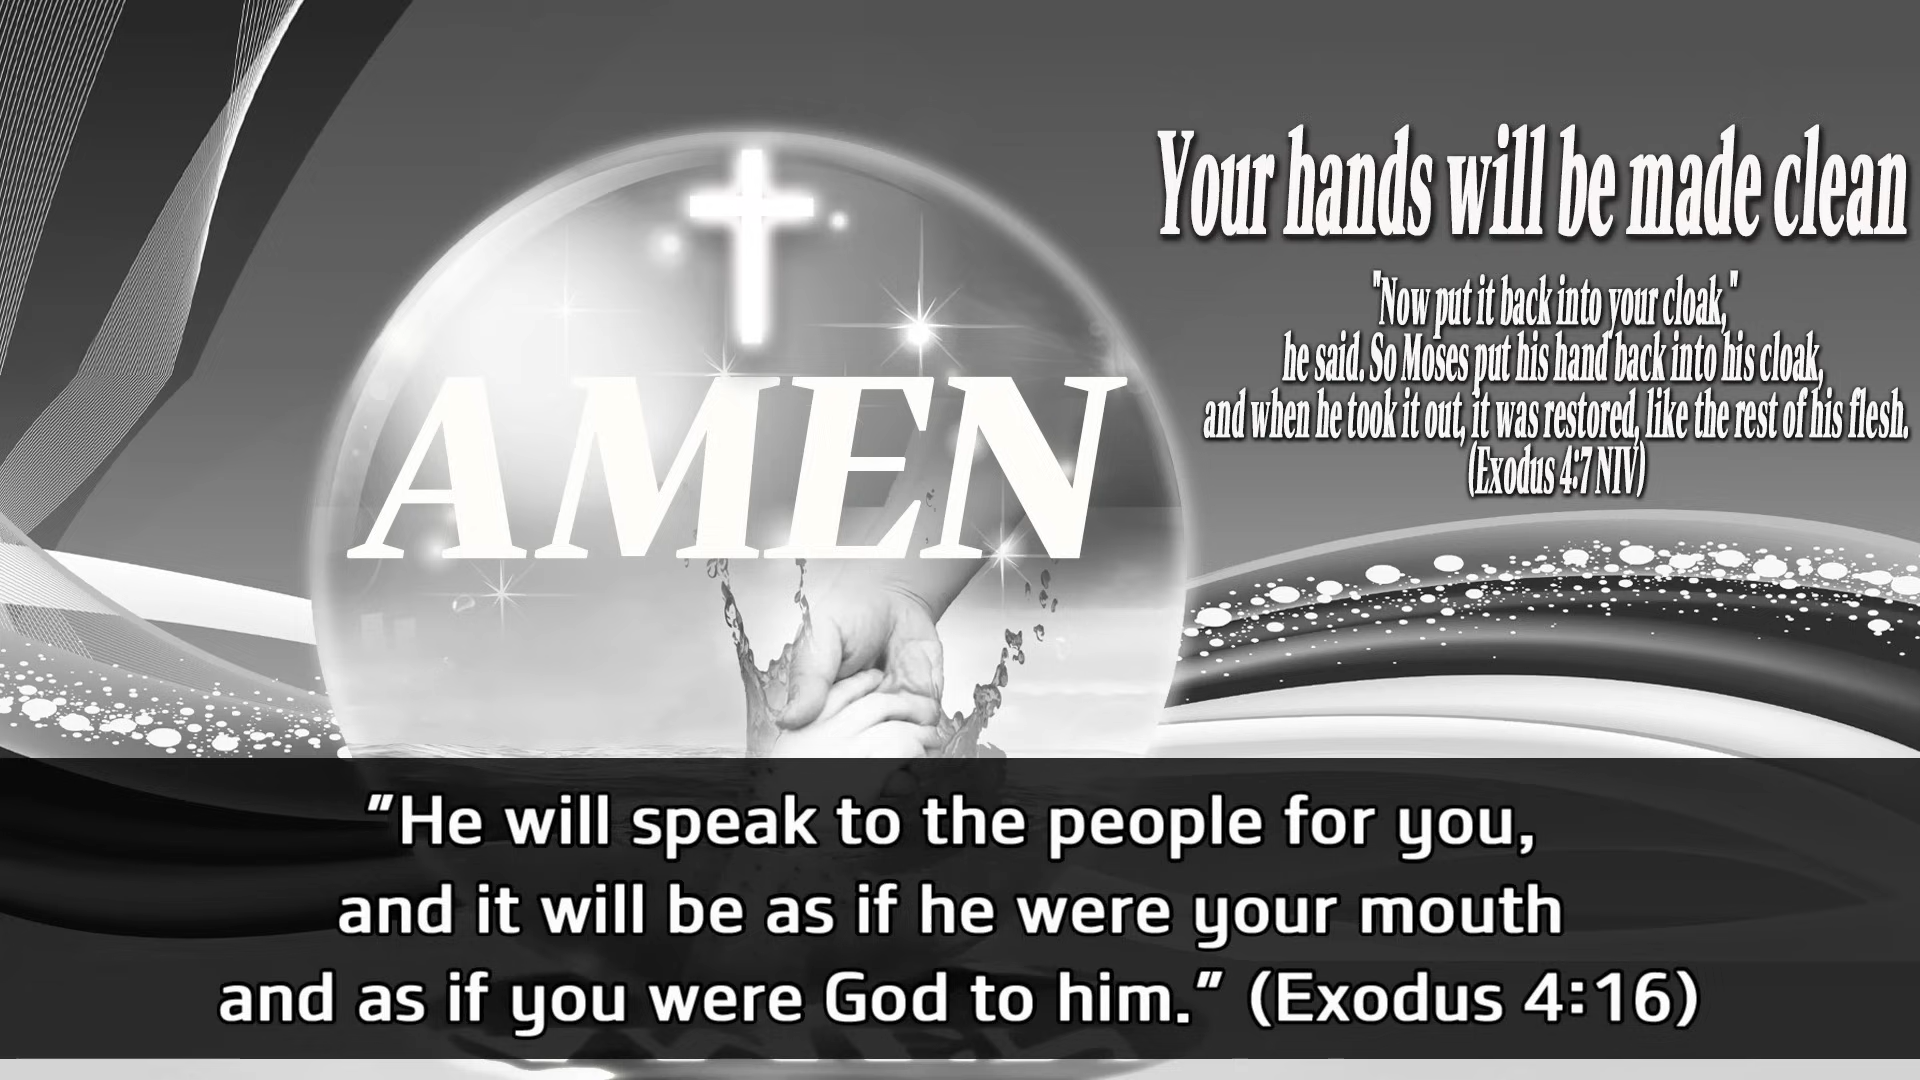 Your hands will be made clean
"Now put it back into your cloak,"
he said. So Moses put his hand back into his cloak,
and when he took it out, it was restored, like the rest of his flesh.
(Exodus 4:7 NIV)
AMEN
"He will speak to the people for you,
and it will be as if he were your mouth
and as if you were God to him." (Exodus 4:16)